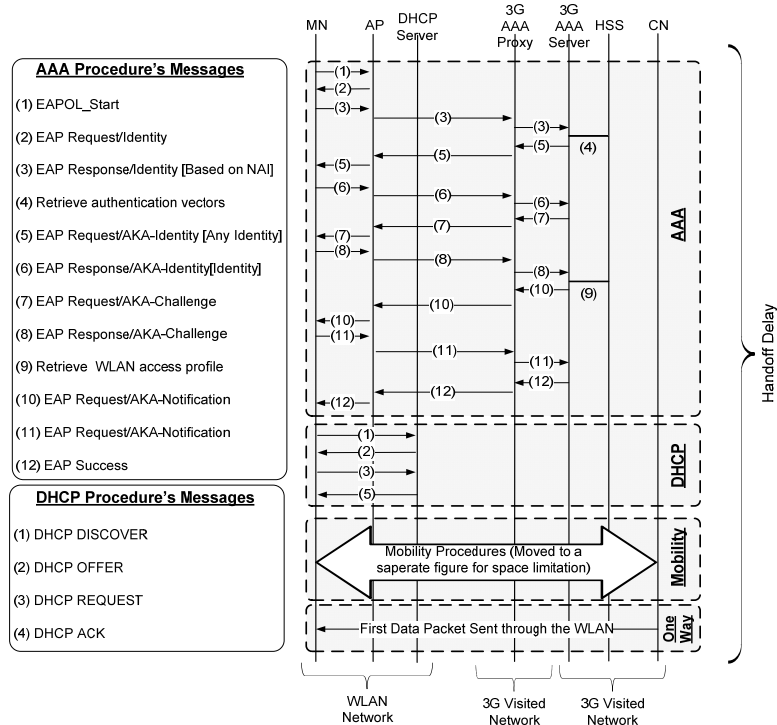 MN
AP
DHCP
Server
3G
AAA
Proxy
3G
AAA
Server
HSS
CN
AAA Procedure's Messages
(1) EAPOL_Start
(2) EAP Request/Identity
(3) EAP Response/Identity [Based on NAI]
(4) Retrieve authentication vectors
(5) EAP Request/AKA-Identity [Any Identity]
(6) EAP Response/AKA-Identity[Identity]
(7) EAP Request/AKA-Challenge
(8) EAP Response/AKA-Challenge
(9) Retrieve WLAN access profile
(10) EAP Request/AKA-Notification
(11) EAP Request/AKA-Notification
(12) EAP Success
DHCP Procedure's Messages
(1) DHCP DISCOVER
(2) DHCP OFFER
(3) DHCP REQUEST
(4) DHCP ACK
(1)
(2)
(3)
(3)
(3)
(4)
(5)
(5)
(5)
(6)
(6)
(6)
(7)
(7)
(7)
(8)
(8)
(8)
(9)
(10)
(10)
(10)
(11)
(11)
(11)
(12)
(12)
(12)
AAA
(1)
(2)
(3)
(5)
DHCP
Mobility Procedures (Moved to a
saperate figure for space limitation)
Mobility
First Data Packet Sent through the WLAN
One
Way
Handoff Delay
WLAN
Network
3G Visited
Network
3G Visited
Network